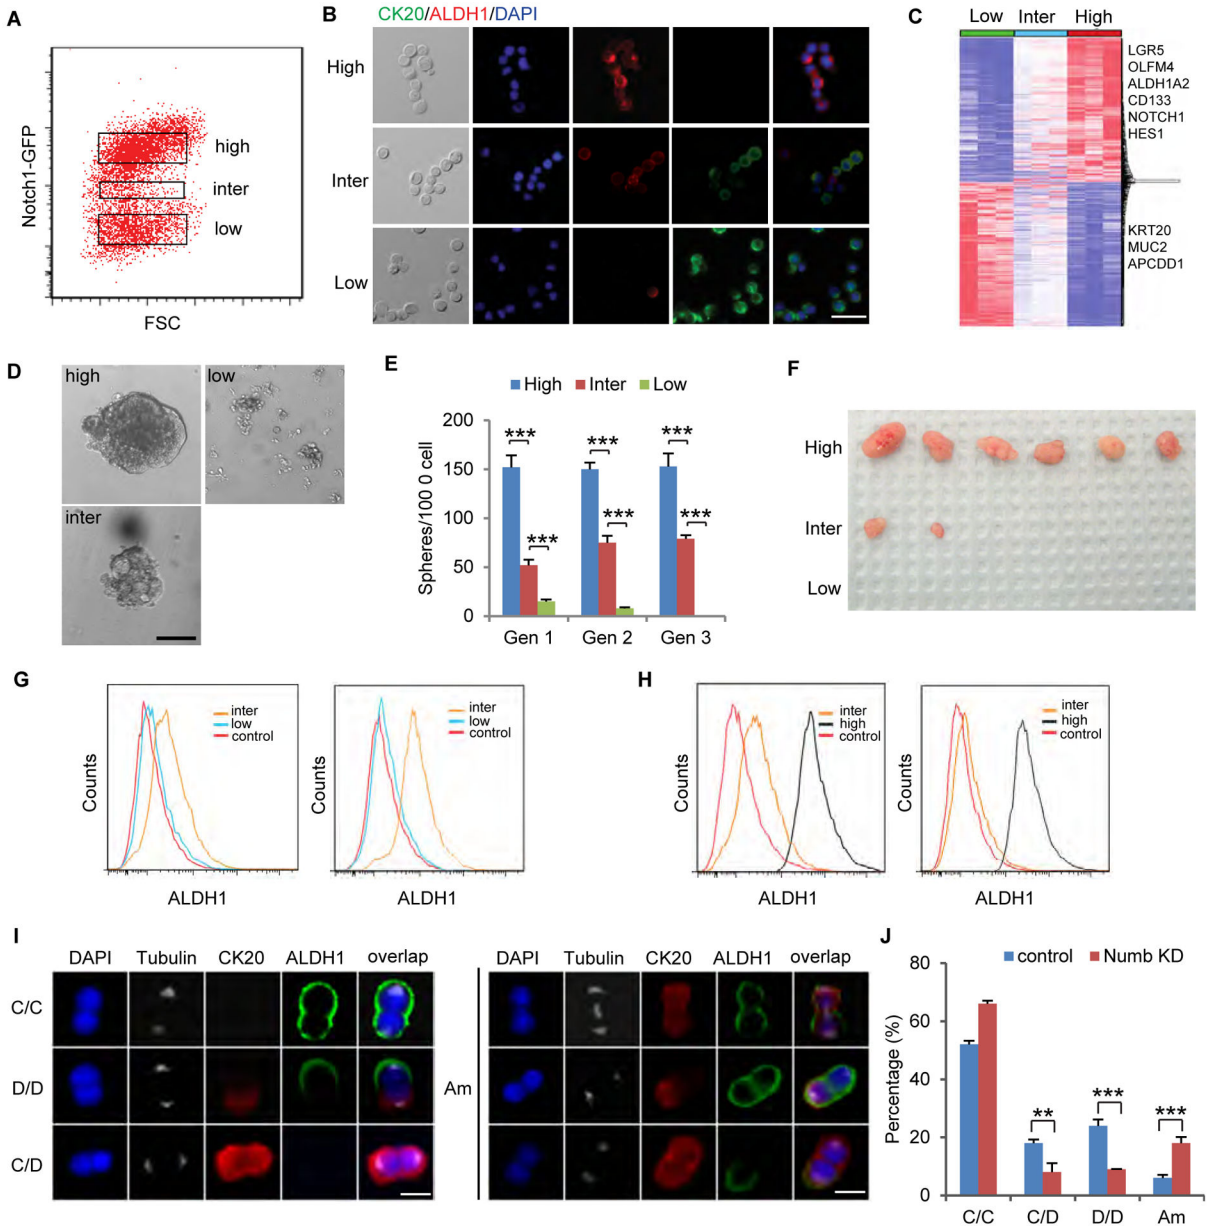 A
Notch1-GFP
high
inter
low
FSC
B
CK20/ALDH1/DAPI
High
Inter
Low
C
Low Inter High
LGR5
OLFM4
ALDH1A2
CD133
NOTCH1
HES1
KRT20
MUC2
APCDD1
D
high
low
inter
E
High Inter Low
Spheres/100 0 cell
200
150
100
50
0
***
***
***
***
***
***
Gen 1 Gen 2 Gen 3
F
High
Inter
Low
G
Counts
inter
low
control
ALDH1
Counts
inter
low
control
ALDH1
H
Counts
inter
high
control
ALDH1
Counts
inter
high
control
ALDH1
I
DAPI Tubulin CK20 ALDH1 overlap
C/C
D/D
C/D
DAPI Tubulin CK20 ALDH1 overlap
Am
J
control Numb KD
Percentage (%)
80
60
40
20
0
**
***
***
C/C C/D D/D Am